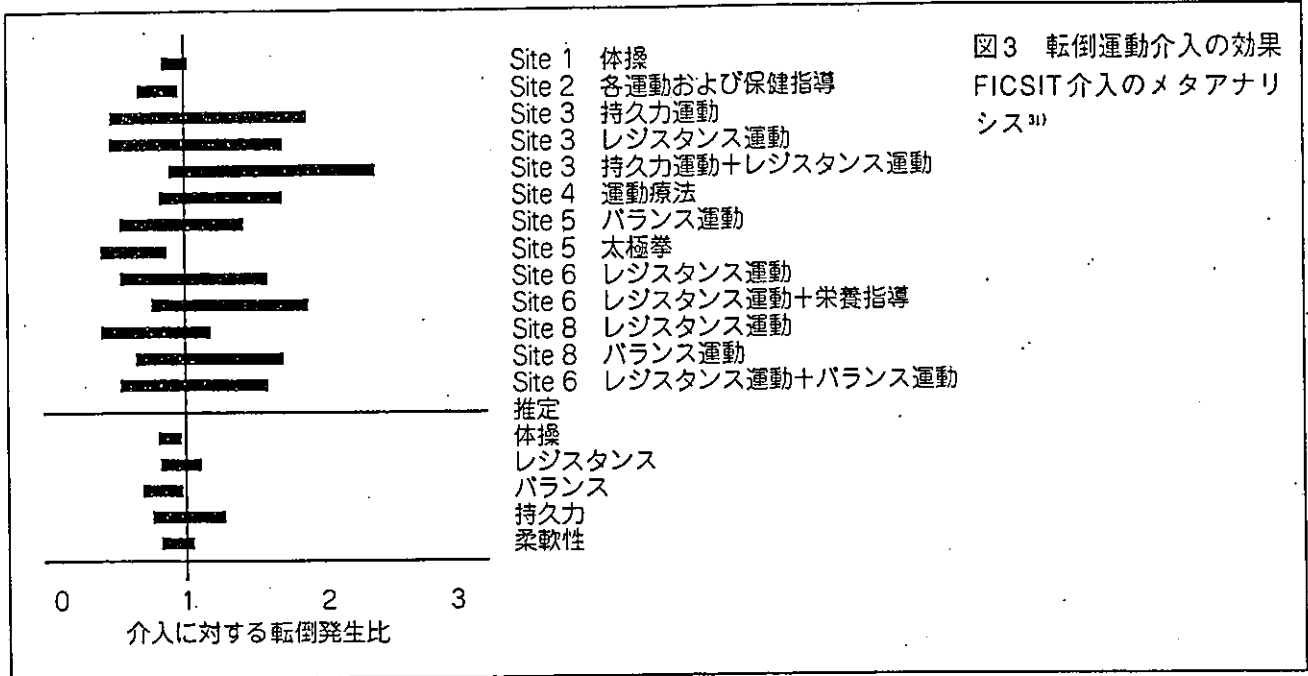 図3 転倒運動介入の効果
FICSIT介入のメタアナリ
シス³¹⁾
Site 1 体操
Site 2 各運動および保健指導
Site 3 持久力運動
Site 3 レジスタンス運動
Site 3 持久力運動+レジスタンス運動
Site 4 運動療法
Site 5 バランス運動
Site 5 太極拳
Site 6 レジスタンス運動
Site 6 レジスタンス運動+栄養指導
Site 8 レジスタンス運動
Site 8 バランス運動
Site 6 レジスタンス運動+バランス運動
推定
体操
レジスタンス
バランス
持久力
柔軟性
0 1 2 3
介入に対する転倒発生比